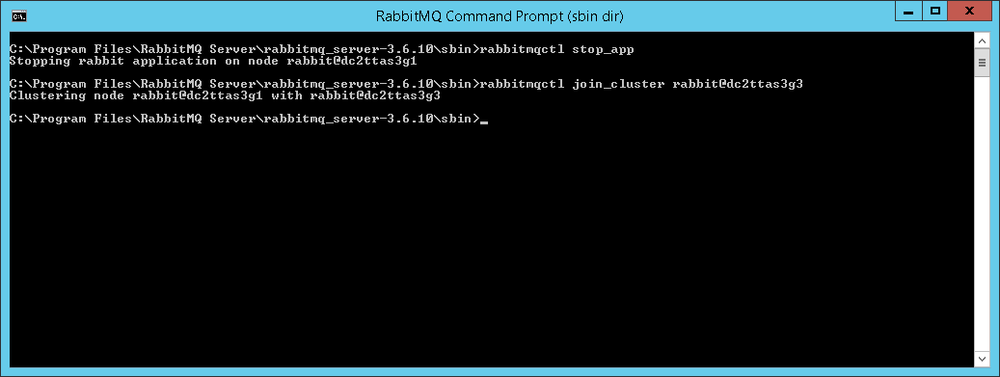 RabbitMQ Command Prompt (sbin dir)
C:\Program Files\RabbitMQ Server\rabbitmq_server-3.6.10\sbin>rabbitmqctl stop_app
Stopping rabbit application on node rabbit@dc2ttas3g1
C:\Program Files\RabbitMQ Server\rabbitmq_server-3.6.10\sbin>rabbitmqctl join_cluster rabbit@dc2ttas3g3
Clustering node rabbit@dc2ttas3g1 with rabbit@dc2ttas3g3
C:\Program Files\RabbitMQ Server\rabbitmq_server-3.6.10\sbin>_